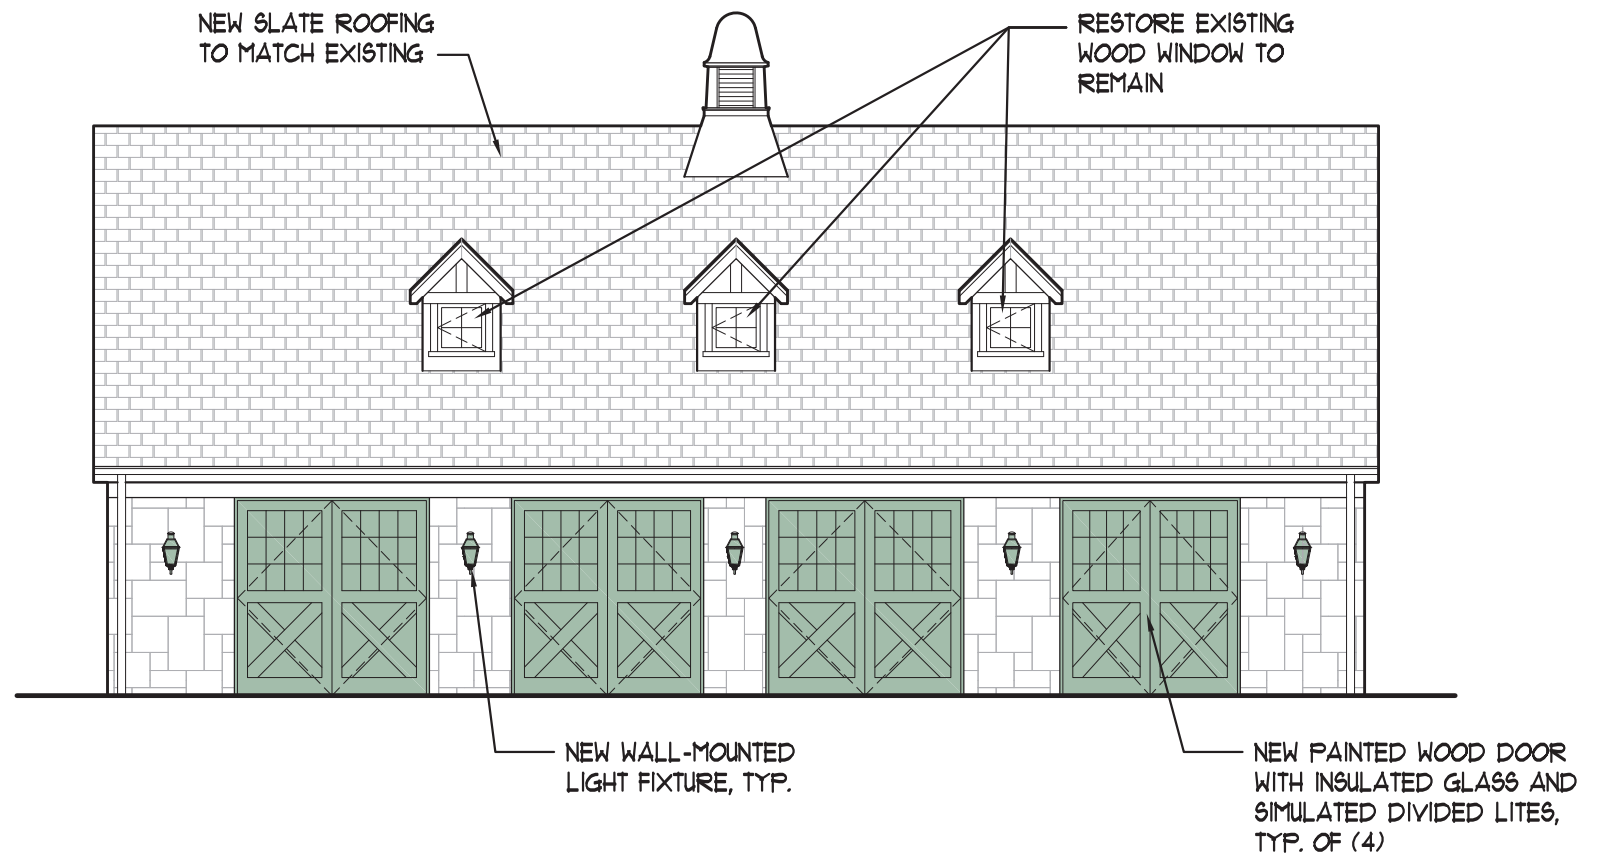 NEW SLATE ROOFING
TO MATCH EXISTING
RESTORE EXISTING
WOOD WINDOW TO
REMAIN
NEW WALL-MOUNTED
LIGHT FIXTURE, TYP.
NEW PAINTED WOOD DOOR
WITH INSULATED GLASS AND
SIMULATED DIVIDED LITES,
TYP. OF (4)